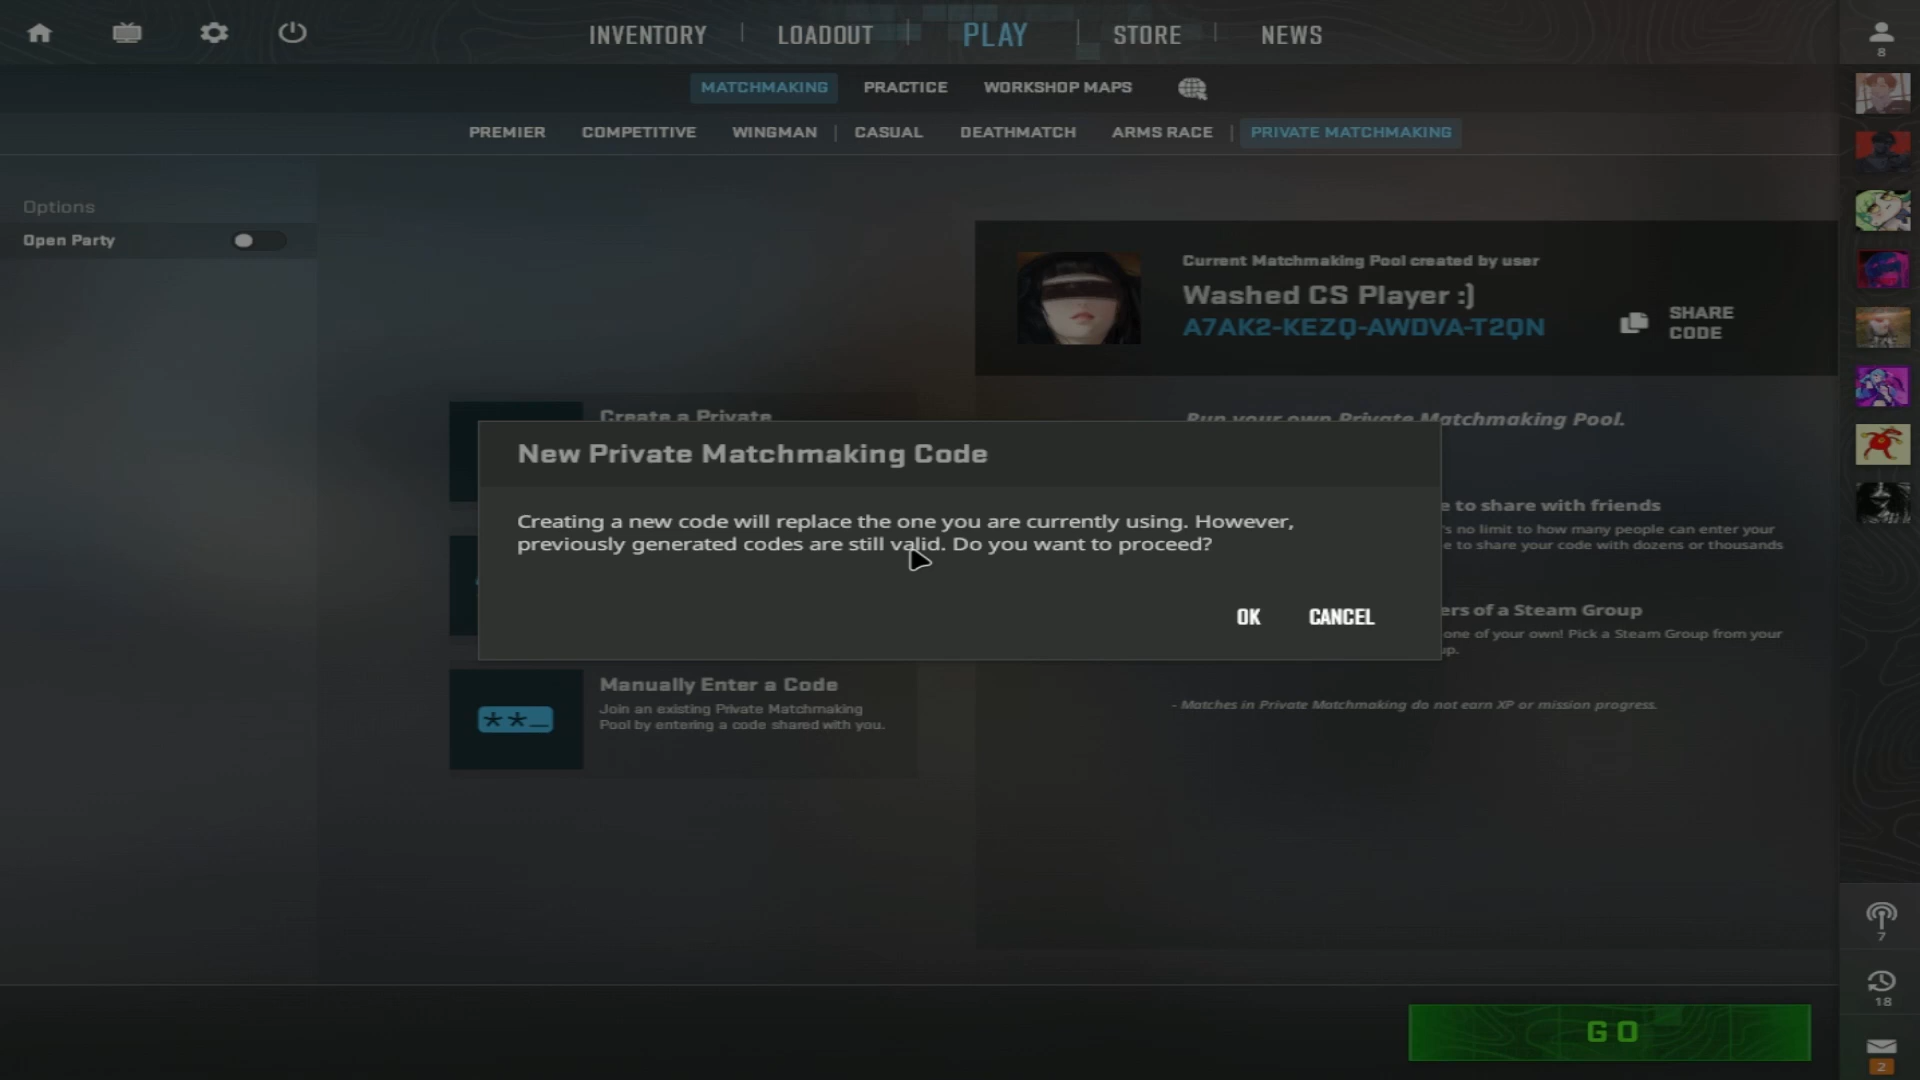 INVENTORY
LOADOUT
PLAY
STORE
NEWS
8
MATCHMAKING
PRACTICE
WORKSHOP MAPS
PREMIER
COMPETITIVE
WINGMAN
CASUAL
DEATHMATCH
ARMS RACE
PRIVATE MATCHMAKING
Options
Open Party
Current Matchmaking Pool created by user
Washed CS Player :)
A7AK2-KEZQ-AWDVA-T2QN
SHARE
CODE
Create a Private
Run your own Private Matchmaking Pool.
New Private Matchmaking Code
Creating a new code will replace the one you are currently using. However,
previously generated codes are still valid. Do you want to proceed?
OK
CANCEL
e to share with friends
's no limit to how many people can enter your
e to share your code with dozens or thousands
ers of a Steam Group
one of your own! Pick a Steam Group from your
up.
**_
Manually Enter a Code
Join an existing Private Matchmaking
Pool by entering a code shared with you.
- Matches in Private Matchmaking do not earn XP or mission progress.
7
18
GO
2